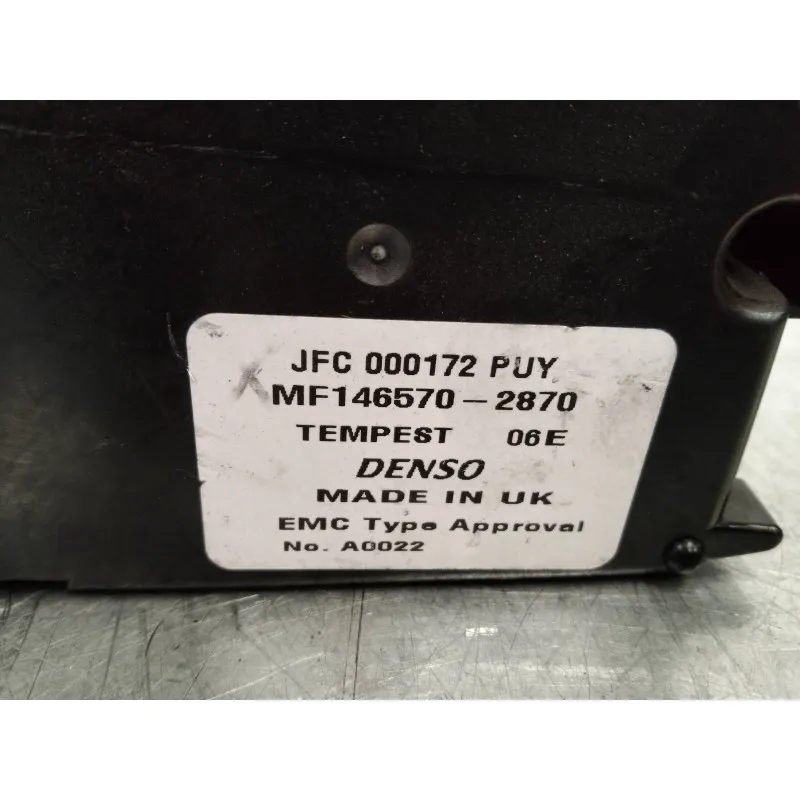 JFC 000172 PUY
MF146570-2870
TEMPEST 06E
DENSO
MADE IN UK
EMC Type Approval
No. A0022